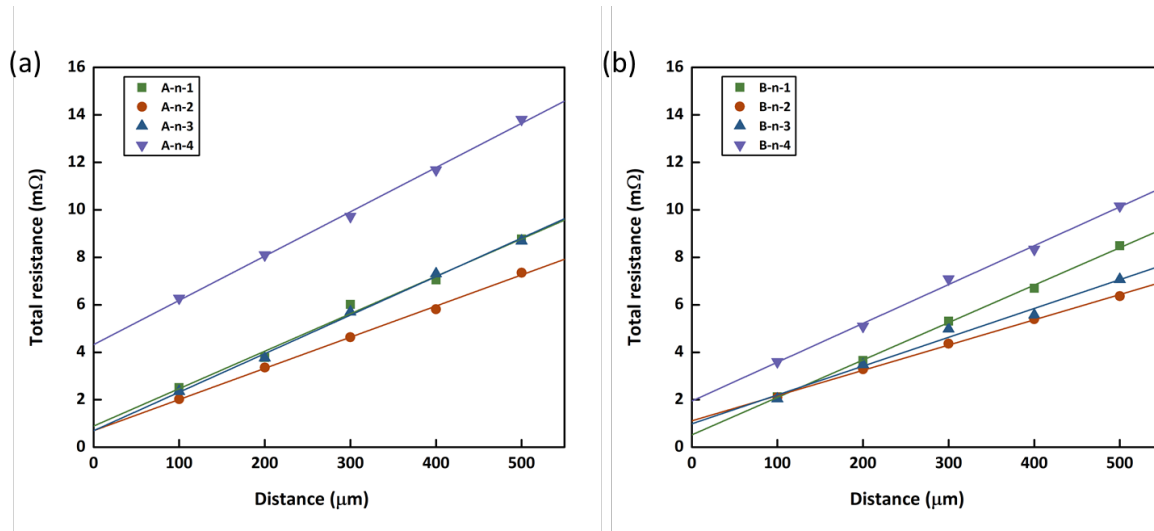 (a)
16
14
12
10
8
6
4
2
0
Total resistance (mΩ)
A-n-1
A-n-2
A-n-3
A-n-4
0 100 200 300 400 500
Distance (μm)
(b)
16
14
12
10
8
6
4
2
0
Total resistance (mΩ)
B-n-1
B-n-2
B-n-3
B-n-4
0 100 200 300 400 500
Distance (μm)